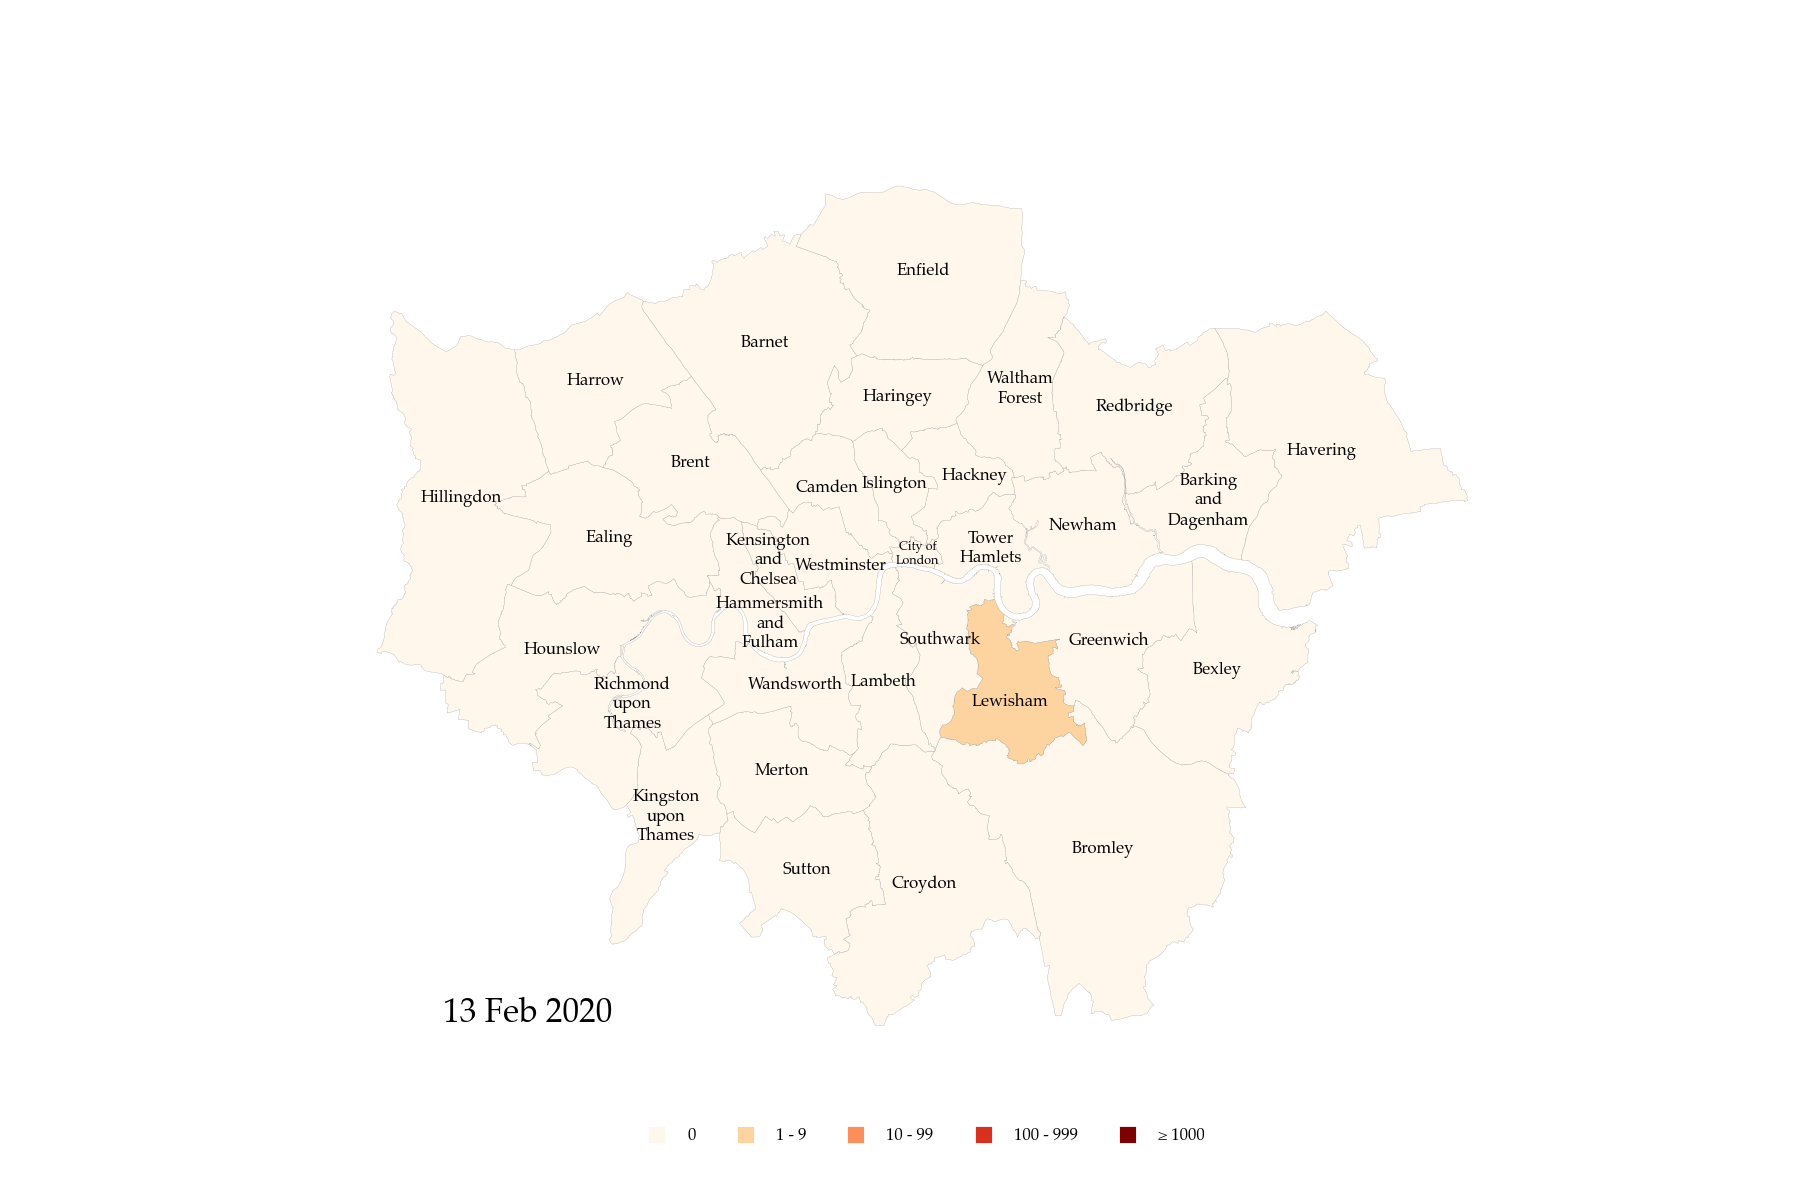 Enfield
Barnet
Harrow
Haringey
Waltham
Forest
Redbridge
Havering
Brent
Hillingdon
Camden
Islington
Hackney
Barking
and
Dagenham
Newham
Ealing
Kensington
and
Chelsea
Westminster
City of
London
Tower
Hamlets
Hammersmith
and
Fulham
Hounslow
Southwark
Greenwich
Bexley
Richmond
upon
Thames
Wandsworth
Lambeth
Lewisham
Merton
Kingston
upon
Thames
Bromley
Sutton
Croydon
13 Feb 2020
0 1 - 9 10 - 99 100 - 999 ≥ 1000